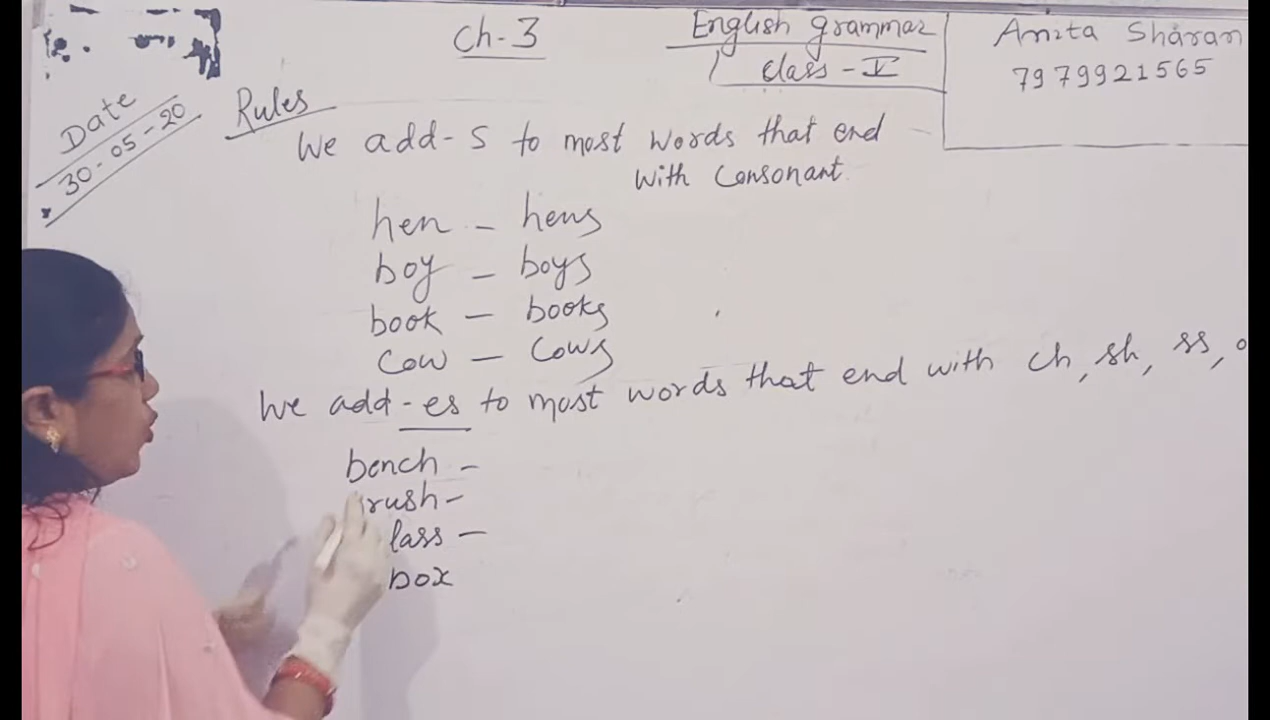 Ch-3
English grammar
Class - V
Anita Sharan
7979921565
Date
30-05-20
Rules
We add-s to most words that end
with consonant.
hen - hens
boy - boys
book - books
cow - cows
We add-es to most words that end with ch, sh, ss,
bench -
rush-
lass -
box